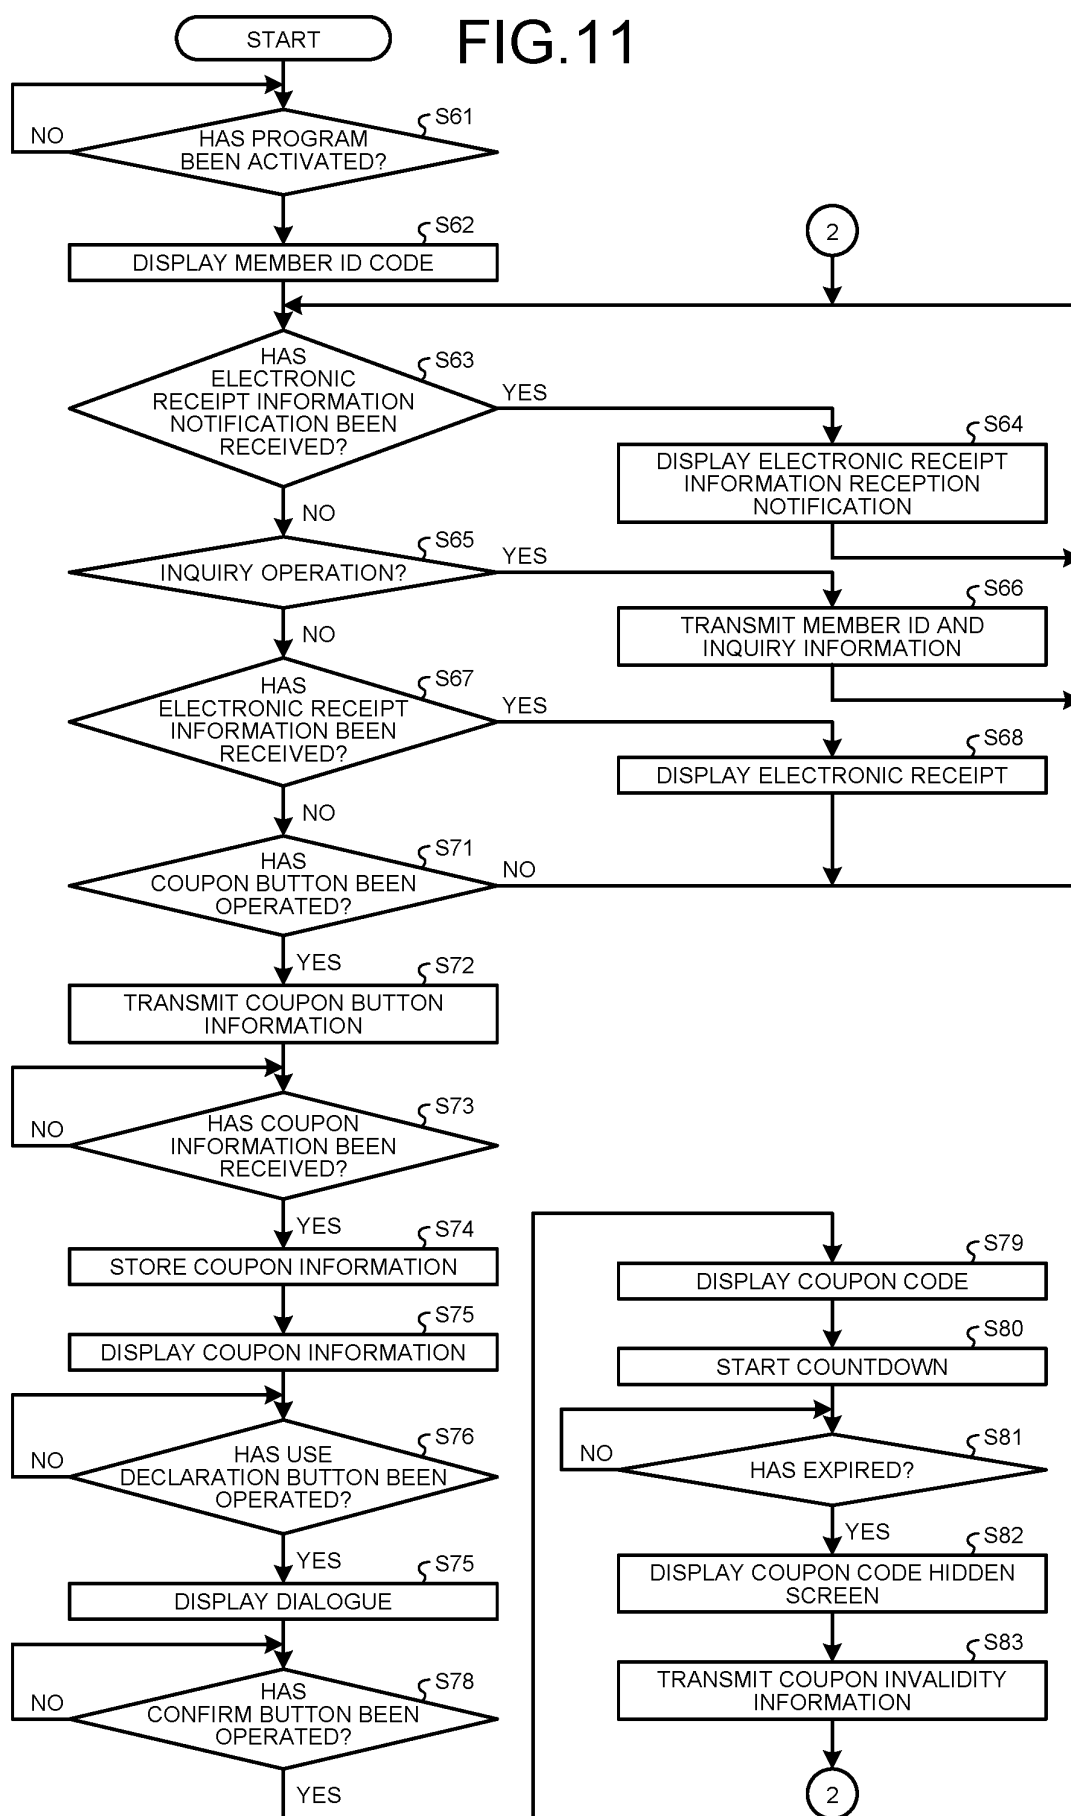 FIG.11
START
S61
HAS PROGRAM
BEEN ACTIVATED?
NO
S62
DISPLAY MEMBER ID CODE
2
S63
HAS
ELECTRONIC
RECEIPT INFORMATION
NOTIFICATION BEEN
RECEIVED?
YES
S64
DISPLAY ELECTRONIC RECEIPT
INFORMATION RECEPTION
NOTIFICATION
NO
S65
INQUIRY OPERATION?
YES
S66
TRANSMIT MEMBER ID AND
INQUIRY INFORMATION
NO
S67
HAS
ELECTRONIC RECEIPT
INFORMATION BEEN
RECEIVED?
YES
S68
DISPLAY ELECTRONIC RECEIPT
NO
S71
HAS
COUPON BUTTON BEEN
OPERATED?
NO
YES
S72
TRANSMIT COUPON BUTTON
INFORMATION
S73
HAS COUPON
INFORMATION BEEN
RECEIVED?
NO
YES
S74
STORE COUPON INFORMATION
S75
DISPLAY COUPON INFORMATION
S76
HAS USE
DECLARATION BUTTON BEEN
OPERATED?
NO
YES
S75
DISPLAY DIALOGUE
S78
HAS
CONFIRM BUTTON BEEN
OPERATED?
NO
YES
S79
DISPLAY COUPON CODE
S80
START COUNTDOWN
S81
HAS EXPIRED?
NO
YES
S82
DISPLAY COUPON CODE HIDDEN
SCREEN
S83
TRANSMIT COUPON INVALIDITY
INFORMATION
2